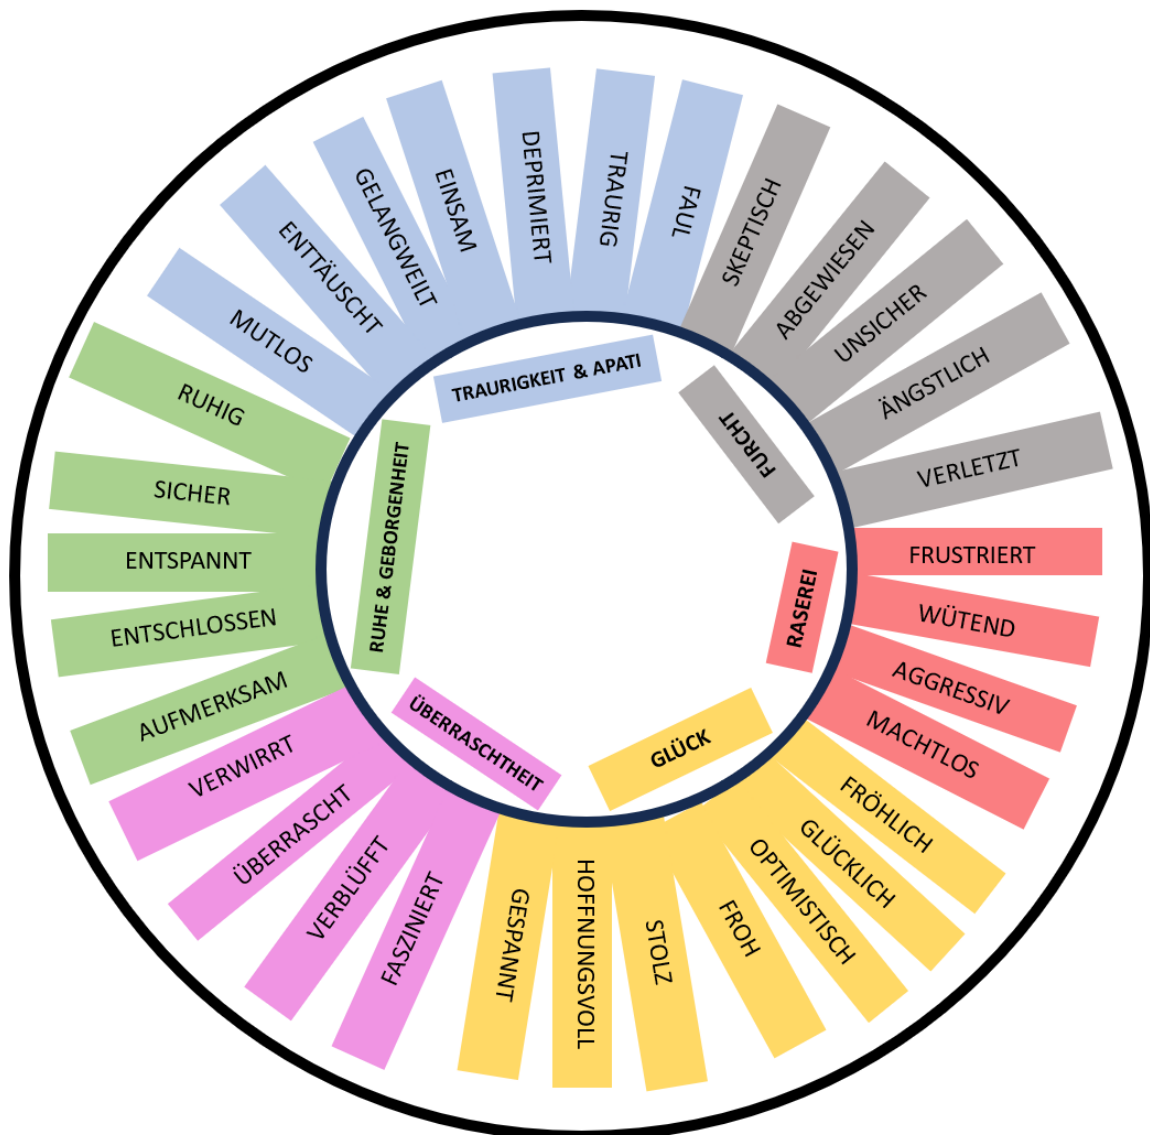 MUTLOS
ENTTÄUSCHT
GELANGWEILT
EINSAM
DEPRIMIERT
TRAURIG
FAUL
SKEPTISCH
ABGEWIESEN
UNSICHER
ÄNGSTLICH
VERLETZT
FRUSTRIERT
WÜTEND
AGGRESSIV
MACHTLOS
FRÖHLICH
GLÜCKLICH
OPTIMISTISCH
FROH
STOLZ
HOFFNUNGSVOLL
GESPANNT
FASZINIERT
VERBLÜFFT
ÜBERRASCHT
VERWIRRT
AUFMERKSAM
ENTSCHLOSSEN
ENTSPANNT
SICHER
RUHIG
TRAURIGKEIT & APATI
FURCHT
RASEREI
GLÜCK
ÜBERRASCHTHEIT
RUHE & GEBORGENHEIT